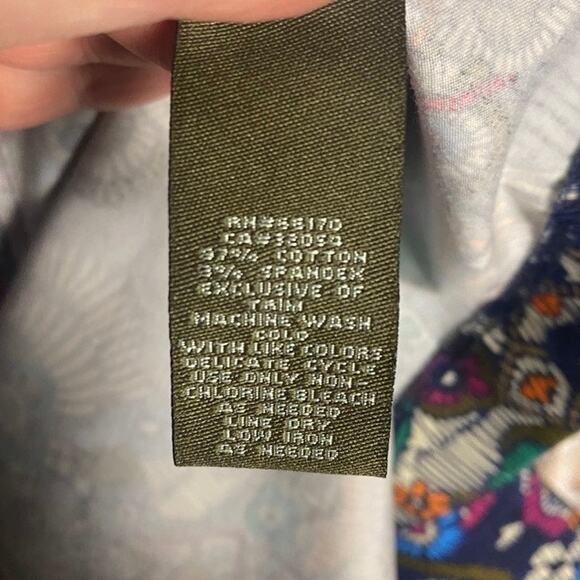 RN#66170
CA#32094
97% COTTON
3% SPANDEX
EXCLUSIVE OF
TRIM
MACHINE WASH
COLD
WITH LIKE COLORS
DELICATE CYCLE
USE ONLY NON-
CHLORINE BLEACH
AS NEEDED
LINE DRY
LOW IRON
AS NEEDED